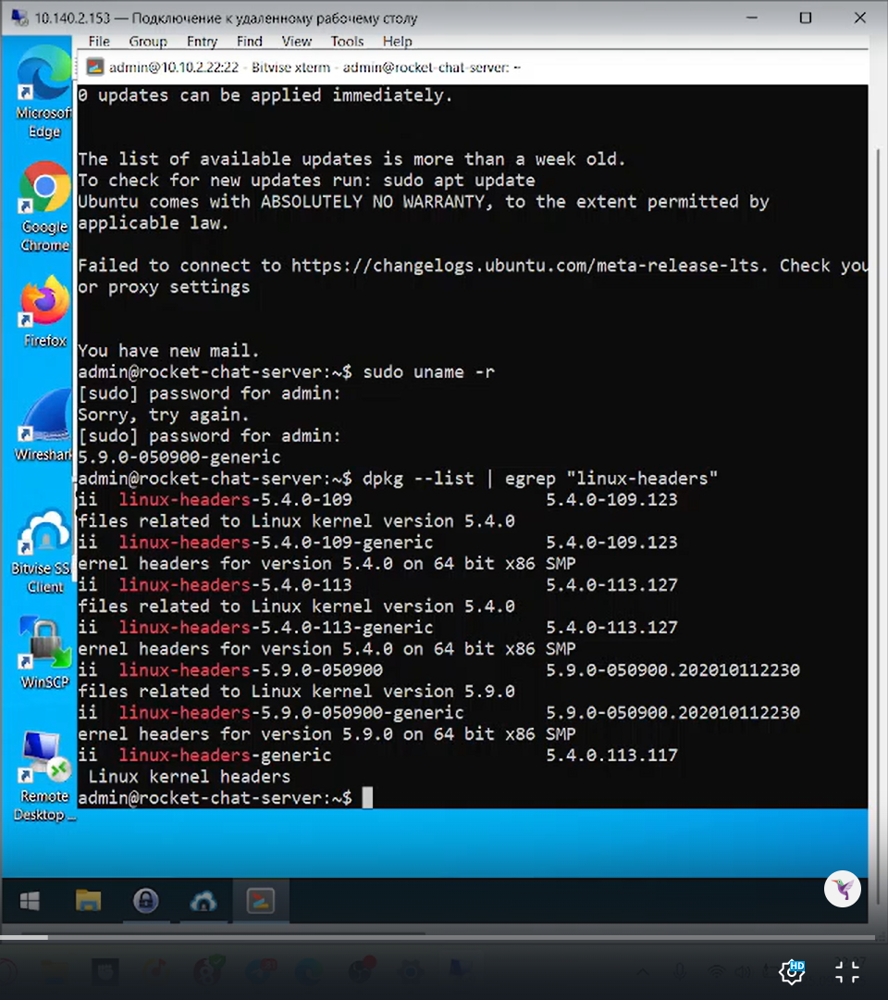 10.140.2.153 — Подключение к удаленному рабочему столу
File Group Entry Find View Tools Help
admin@10.10.2.22:22 - Bitvise xterm - admin@rocket-chat-server: ~
0 updates can be applied immediately.
The list of available updates is more than a week old.
To check for new updates run: sudo apt update
Ubuntu comes with ABSOLUTELY NO WARRANTY, to the extent permitted by
applicable law.
Failed to connect to https://changelogs.ubuntu.com/meta-release-lts. Check you
or proxy settings
You have new mail.
admin@rocket-chat-server:~$ sudo uname -r
[sudo] password for admin:
Sorry, try again.
[sudo] password for admin:
5.9.0-050900-generic
admin@rocket-chat-server:~$ dpkg --list | egrep "linux-headers"
ii linux-headers-5.4.0-109 5.4.0-109.123
files related to Linux kernel version 5.4.0
ii linux-headers-5.4.0-109-generic 5.4.0-109.123
ernel headers for version 5.4.0 on 64 bit x86 SMP
ii linux-headers-5.4.0-113 5.4.0-113.127
files related to Linux kernel version 5.4.0
ii linux-headers-5.4.0-113-generic 5.4.0-113.127
ernel headers for version 5.4.0 on 64 bit x86 SMP
ii linux-headers-5.9.0-050900 5.9.0-050900.202010112230
files related to Linux kernel version 5.9.0
ii linux-headers-5.9.0-050900-generic 5.9.0-050900.202010112230
ernel headers for version 5.9.0 on 64 bit x86 SMP
ii linux-headers-generic 5.4.0.113.117
Linux kernel headers
admin@rocket-chat-server:~$
Microsof
Edge
Google
Chrome
Firefox
Wireshark
Bitvise SS
Client
WinSCP
Remote
Desktop ...
HD